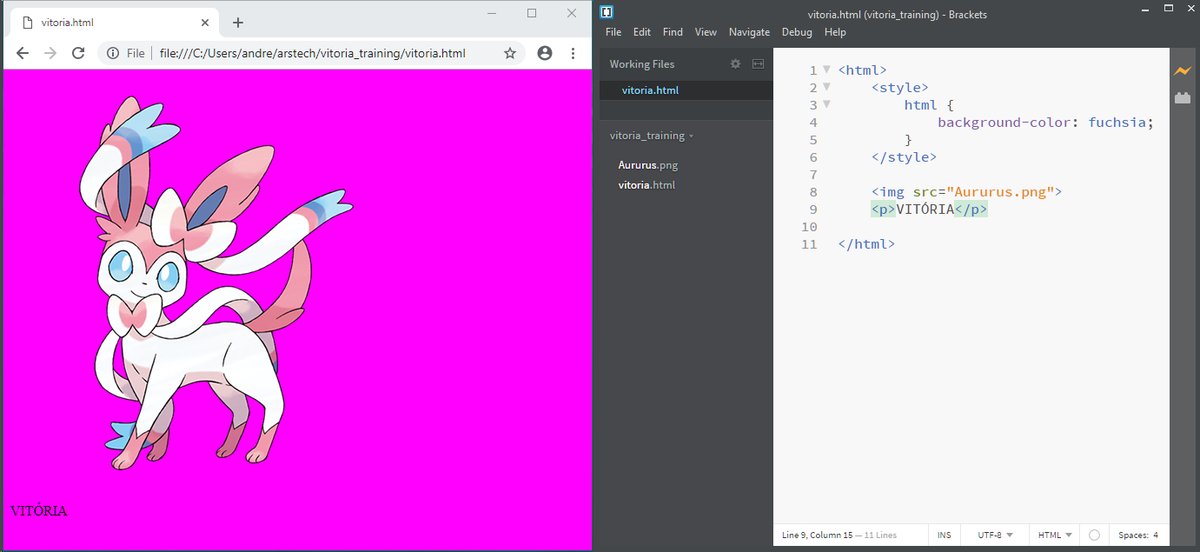 vitoria.html
File file:///C:/Users/andre/arstech/vitoria_training/vitoria.html
VITÓRIA
vitoria.html (vitoria_training) - Brackets
File Edit Find View Navigate Debug Help
Working Files
vitoria.html
vitoria_training
Aururus.png
vitoria.html
1 <html>
2 <style>
3 html {
4 background-color: fuchsia;
5 }
6 </style>
7
8 <img src="Aururus.png">
9 <p>VITÓRIA</p>
10
11 </html>
Line 9, Column 15 — 11 Lines INS UTF-8 HTML Spaces: 4